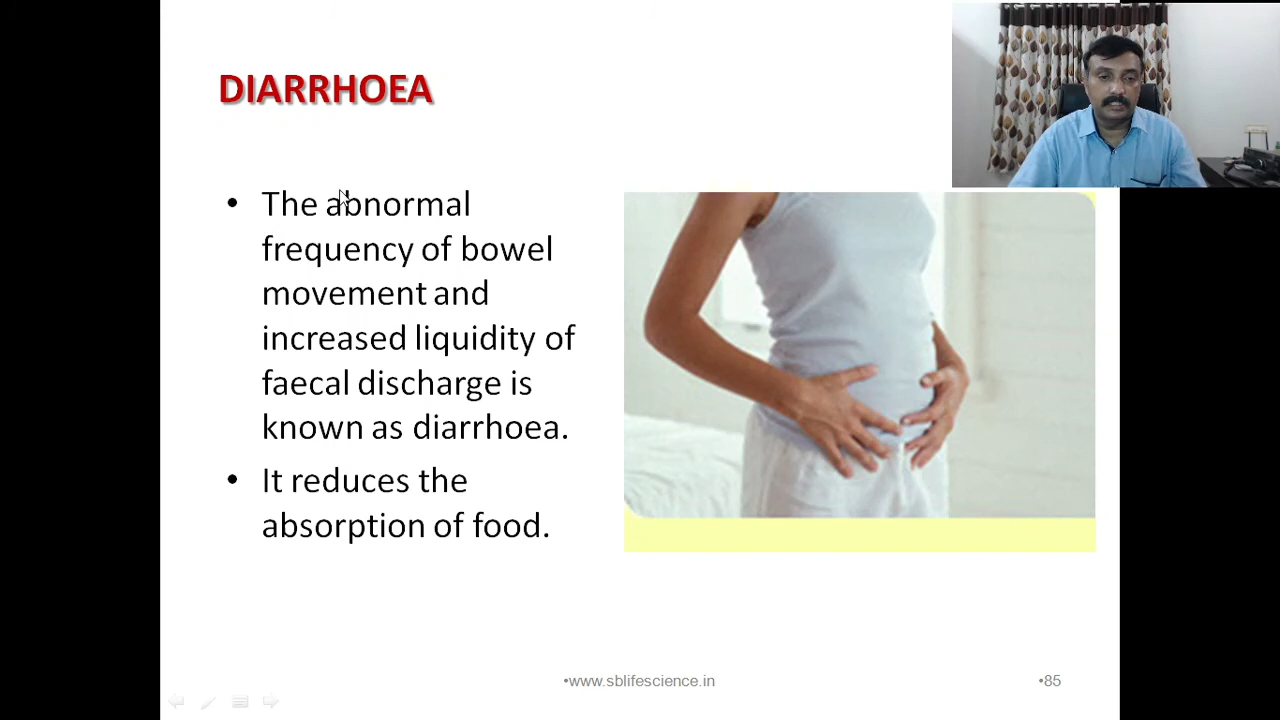 DIARRHOEA
• The abnormal
frequency of bowel
movement and
increased liquidity of
faecal discharge is
known as diarrhoea.
• It reduces the
absorption of food.
•www.sblifescience.in
•85